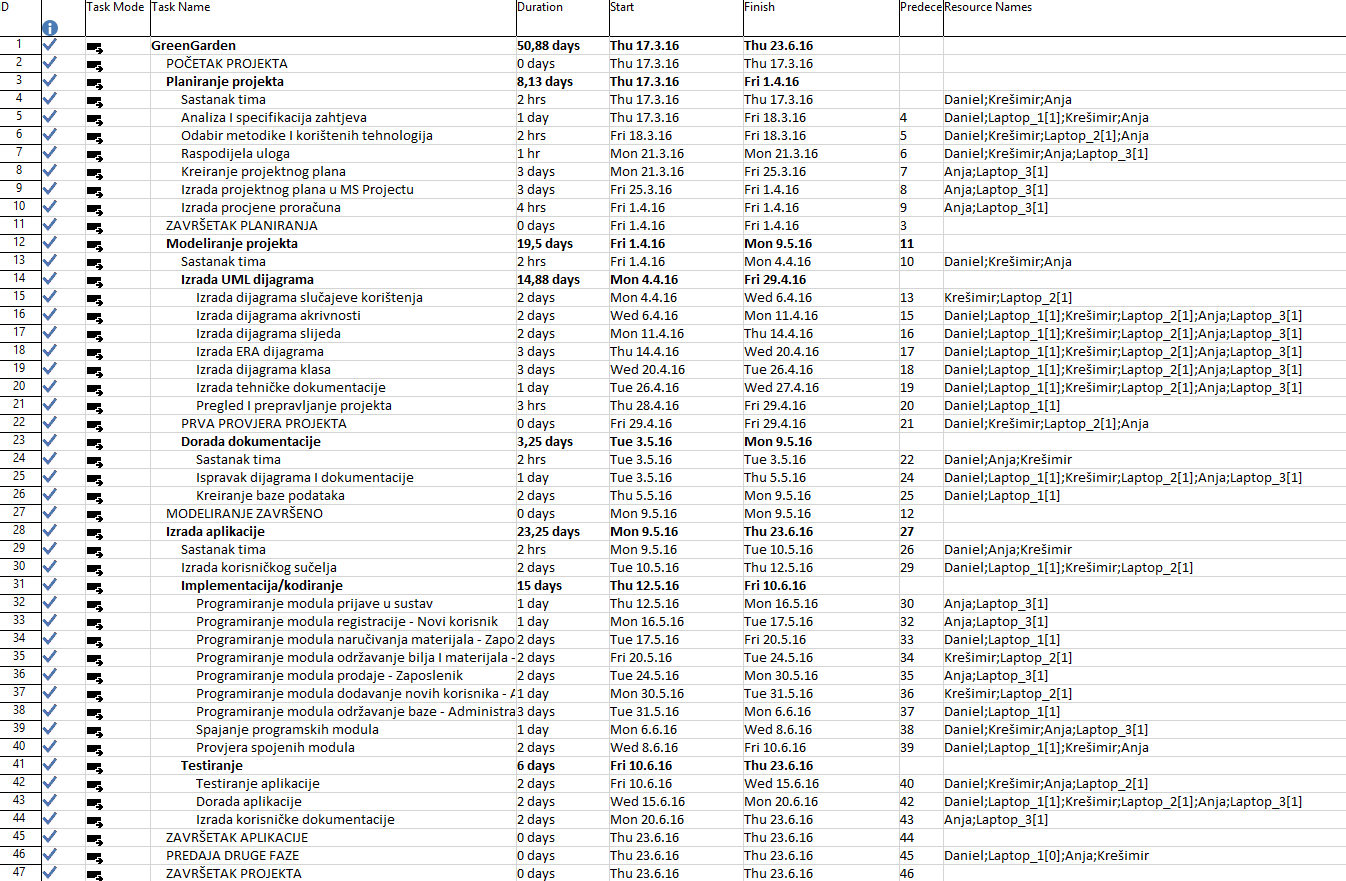 ID Task Mode Task Name Duration Start Finish Predece Resource Names
1 GreenGarden 50,88 days Thu 17.3.16 Thu 23.6.16
2 POČETAK PROJEKTA 0 days Thu 17.3.16 Thu 17.3.16
3 Planiranje projekta 8,13 days Thu 17.3.16 Fri 1.4.16
4 Sastanak tima 2 hrs Thu 17.3.16 Thu 17.3.16 Daniel;Krešimir;Anja
5 Analiza I specifikacija zahtjeva 1 day Thu 17.3.16 Fri 18.3.16 4 Daniel;Laptop_1[1];Krešimir;Anja
6 Odabir metodike I korištenih tehnologija 2 hrs Fri 18.3.16 Fri 18.3.16 5 Daniel;Krešimir;Laptop_2[1];Anja
7 Raspodijela uloga 1 hr Mon 21.3.16 Mon 21.3.16 6 Daniel;Krešimir;Anja;Laptop_3[1]
8 Kreiranje projektnog plana 3 days Mon 21.3.16 Fri 25.3.16 7 Anja;Laptop_3[1]
9 Izrada projektnog plana u MS Projectu 3 days Fri 25.3.16 Fri 1.4.16 8 Anja;Laptop_3[1]
10 Izrada procjene proračuna 4 hrs Fri 1.4.16 Fri 1.4.16 9 Anja;Laptop_3[1]
11 ZAVRŠETAK PLANIRANJA 0 days Fri 1.4.16 Fri 1.4.16 3
12 Modeliranje projekta 19,5 days Fri 1.4.16 Mon 9.5.16 11
13 Sastanak tima 2 hrs Fri 1.4.16 Mon 4.4.16 10 Daniel;Krešimir;Anja
14 Izrada UML dijagrama 14,88 days Mon 4.4.16 Fri 29.4.16
15 Izrada dijagrama slučajeve korištenja 2 days Mon 4.4.16 Wed 6.4.16 13 Krešimir;Laptop_2[1]
16 Izrada dijagrama akrivnosti 2 days Wed 6.4.16 Mon 11.4.16 15 Daniel;Laptop_1[1];Krešimir;Laptop_2[1];Anja;Laptop_3[1]
17 Izrada dijagrama slijeda 2 days Mon 11.4.16 Thu 14.4.16 16 Daniel;Laptop_1[1];Krešimir;Laptop_2[1];Anja;Laptop_3[1]
18 Izrada ERA dijagrama 3 days Thu 14.4.16 Wed 20.4.16 17 Daniel;Laptop_1[1];Krešimir;Laptop_2[1];Anja;Laptop_3[1]
19 Izrada dijagrama klasa 3 days Wed 20.4.16 Tue 26.4.16 18 Daniel;Laptop_1[1];Krešimir;Laptop_2[1];Anja;Laptop_3[1]
20 Izrada tehničke dokumentacije 1 day Tue 26.4.16 Wed 27.4.16 19 Daniel;Laptop_1[1];Krešimir;Laptop_2[1];Anja;Laptop_3[1]
21 Pregled I prepravljanje projekta 3 hrs Thu 28.4.16 Fri 29.4.16 20 Daniel;Laptop_1[1]
22 PRVA PROVJERA PROJEKTA 0 days Fri 29.4.16 Fri 29.4.16 21 Daniel;Krešimir;Laptop_2[1];Anja
23 Dorada dokumentacije 3,25 days Tue 3.5.16 Mon 9.5.16
24 Sastanak tima 2 hrs Tue 3.5.16 Tue 3.5.16 22 Daniel;Anja;Krešimir
25 Ispravak dijagrama I dokumentacije 1 day Tue 3.5.16 Thu 5.5.16 24 Daniel;Laptop_1[1];Krešimir;Laptop_2[1];Anja;Laptop_3[1]
26 Kreiranje baze podataka 2 days Thu 5.5.16 Mon 9.5.16 25 Daniel;Laptop_1[1]
27 MODELIRANJE ZAVRŠENO 0 days Mon 9.5.16 Mon 9.5.16 12
28 Izrada aplikacije 23,25 days Mon 9.5.16 Thu 23.6.16 27
29 Sastanak tima 2 hrs Mon 9.5.16 Tue 10.5.16 26 Daniel;Anja;Krešimir
30 Izrada korisničkog sučelja 2 days Tue 10.5.16 Thu 12.5.16 29 Daniel;Laptop_1[1];Krešimir;Laptop_2[1]
31 Implementacija/kodiranje 15 days Thu 12.5.16 Fri 10.6.16
32 Programiranje modula prijave u sustav 1 day Thu 12.5.16 Mon 16.5.16 30 Anja;Laptop_3[1]
33 Programiranje modula registracije - Novi korisnik 1 day Mon 16.5.16 Tue 17.5.16 32 Anja;Laptop_3[1]
34 Programiranje modula naručivanja materijala - Zapo 2 days Tue 17.5.16 Fri 20.5.16 33 Daniel;Laptop_1[1]
35 Programiranje modula održavanje bilja I materijala - 2 days Fri 20.5.16 Tue 24.5.16 34 Krešimir;Laptop_2[1]
36 Programiranje modula prodaje - Zaposlenik 2 days Tue 24.5.16 Mon 30.5.16 35 Anja;Laptop_3[1]
37 Programiranje modula dodavanje novih korisnika - A 1 day Mon 30.5.16 Tue 31.5.16 36 Krešimir;Laptop_2[1]
38 Programiranje modula održavanje baze - Administra 3 days Tue 31.5.16 Mon 6.6.16 37 Daniel;Laptop_1[1]
39 Spajanje programskih modula 1 day Mon 6.6.16 Wed 8.6.16 38 Daniel;Krešimir;Anja;Laptop_3[1]
40 Provjera spojenih modula 2 days Wed 8.6.16 Fri 10.6.16 39 Daniel;Laptop_1[1];Krešimir;Anja
41 Testiranje 6 days Fri 10.6.16 Thu 23.6.16
42 Testiranje aplikacije 2 days Fri 10.6.16 Wed 15.6.16 40 Daniel;Krešimir;Anja;Laptop_2[1]
43 Dorada aplikacije 2 days Wed 15.6.16 Mon 20.6.16 42 Daniel;Laptop_1[1];Krešimir;Laptop_2[1];Anja;Laptop_3[1]
44 Izrada korisničke dokumentacije 2 days Mon 20.6.16 Thu 23.6.16 43 Anja;Laptop_3[1]
45 ZAVRŠETAK APLIKACIJE 0 days Thu 23.6.16 Thu 23.6.16 44
46 PREDAJA DRUGE FAZE 0 days Thu 23.6.16 Thu 23.6.16 45 Daniel;Laptop_1[0];Anja;Krešimir
47 ZAVRŠETAK PROJEKTA 0 days Thu 23.6.16 Thu 23.6.16 46